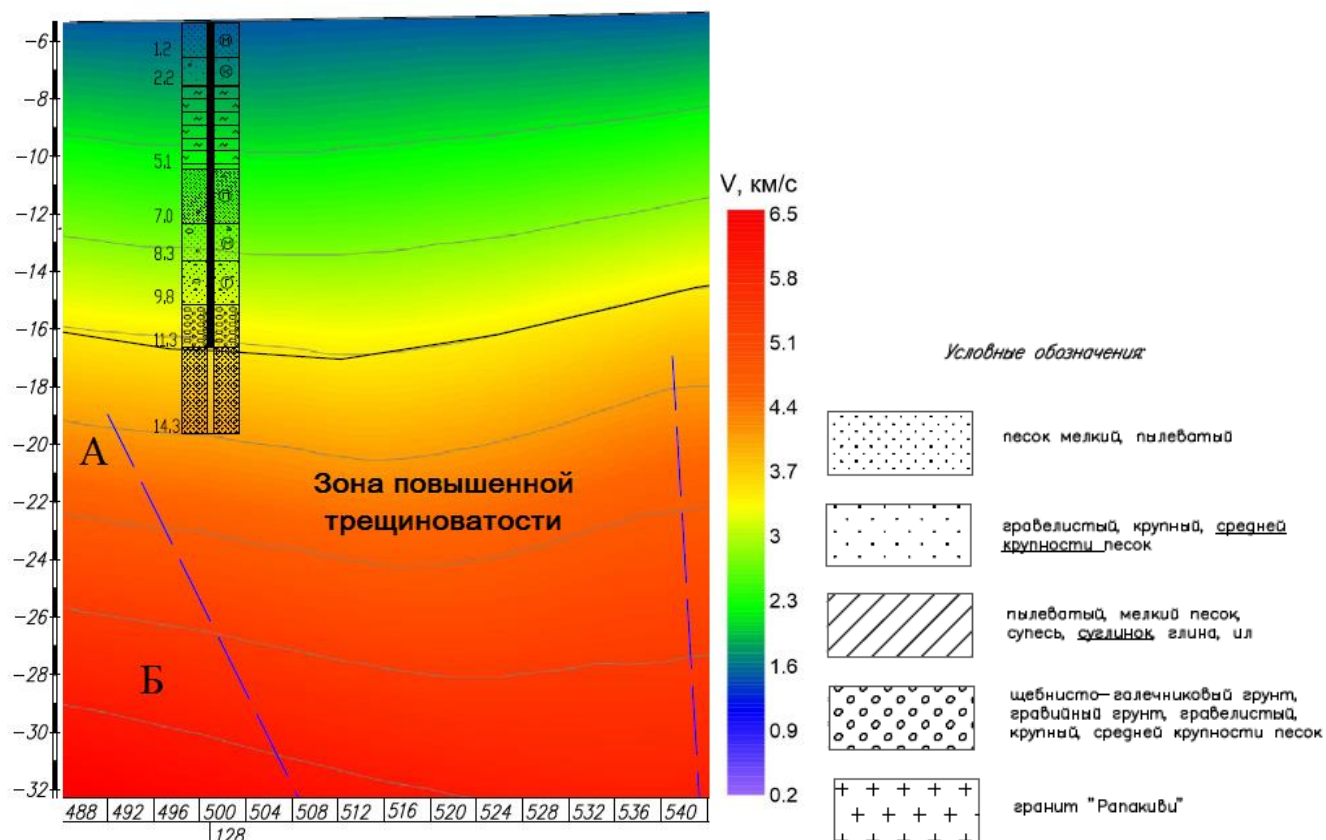 -6
-8
-10
-12
-14
-16
-18
-20
-22
-24
-26
-28
-30
-32
1.2
2.2
5.1
7.0
8.3
9.8
11.3
14.3
А
Б
Зона повышенной
трещиноватости
488 492 496 500 504 508 512 516 520 524 528 532 536 540
128
V, км/с
6.5
5.8
5.1
4.4
3.7
3
2.3
1.6
0.9
0.2
Условные обозначения:
песок мелкий, пылеватый
гравелистый, крупный, средней
крупности песок
пылеватый, мелкий песок,
супесь, суглинок, глина, ил
щебнисто-галечниковый грунт,
гравийный грунт, гравелистый,
крупный, средней крупности песок
гранит "Рапакиви"